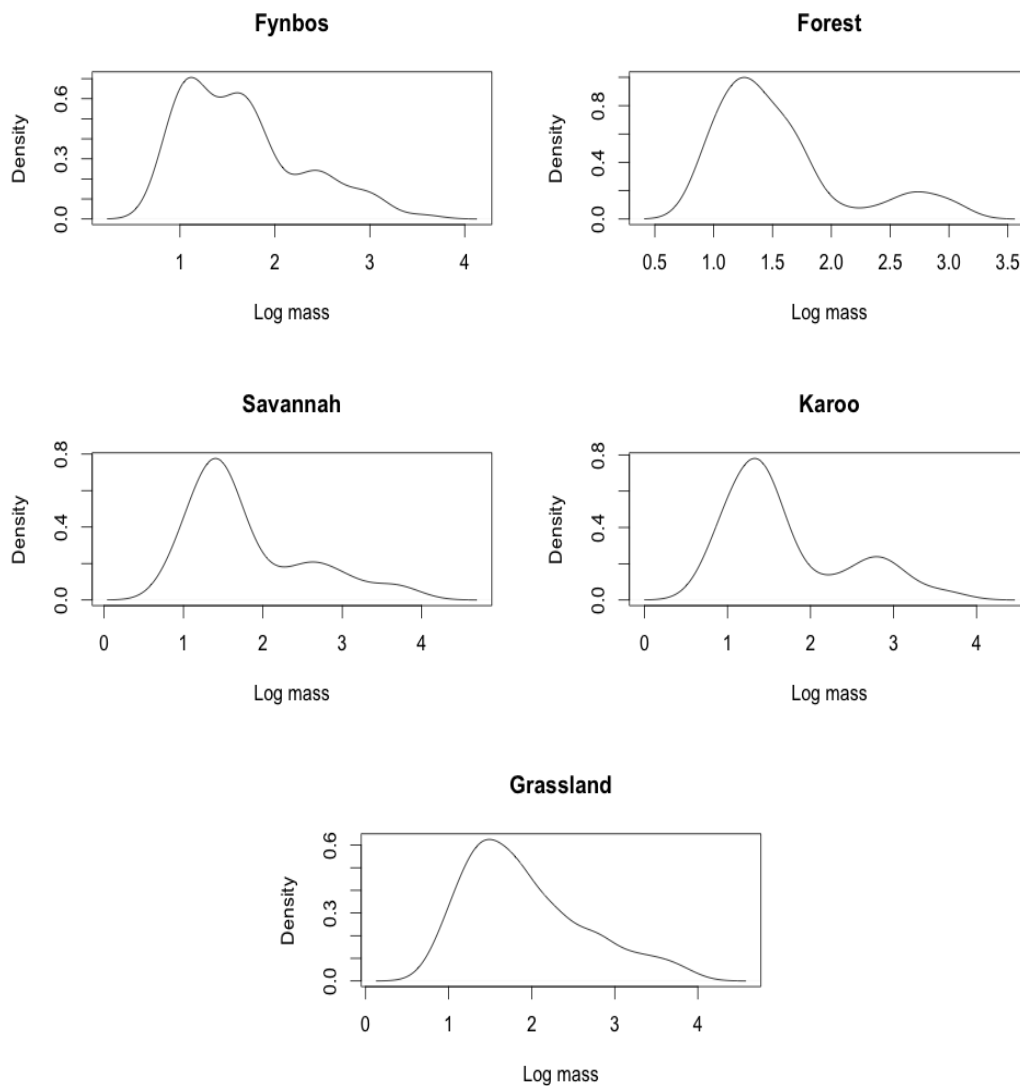 Fynbos
Density
0.0 0.3 0.6
1 2 3 4
Log mass
Forest
Density
0.0 0.4 0.8
0.5 1.0 1.5 2.0 2.5 3.0 3.5
Log mass
Savannah
Density
0.0 0.4 0.8
0 1 2 3 4
Log mass
Karoo
Density
0.0 0.4 0.8
0 1 2 3 4
Log mass
Grassland
Density
0.0 0.3 0.6
0 1 2 3 4
Log mass